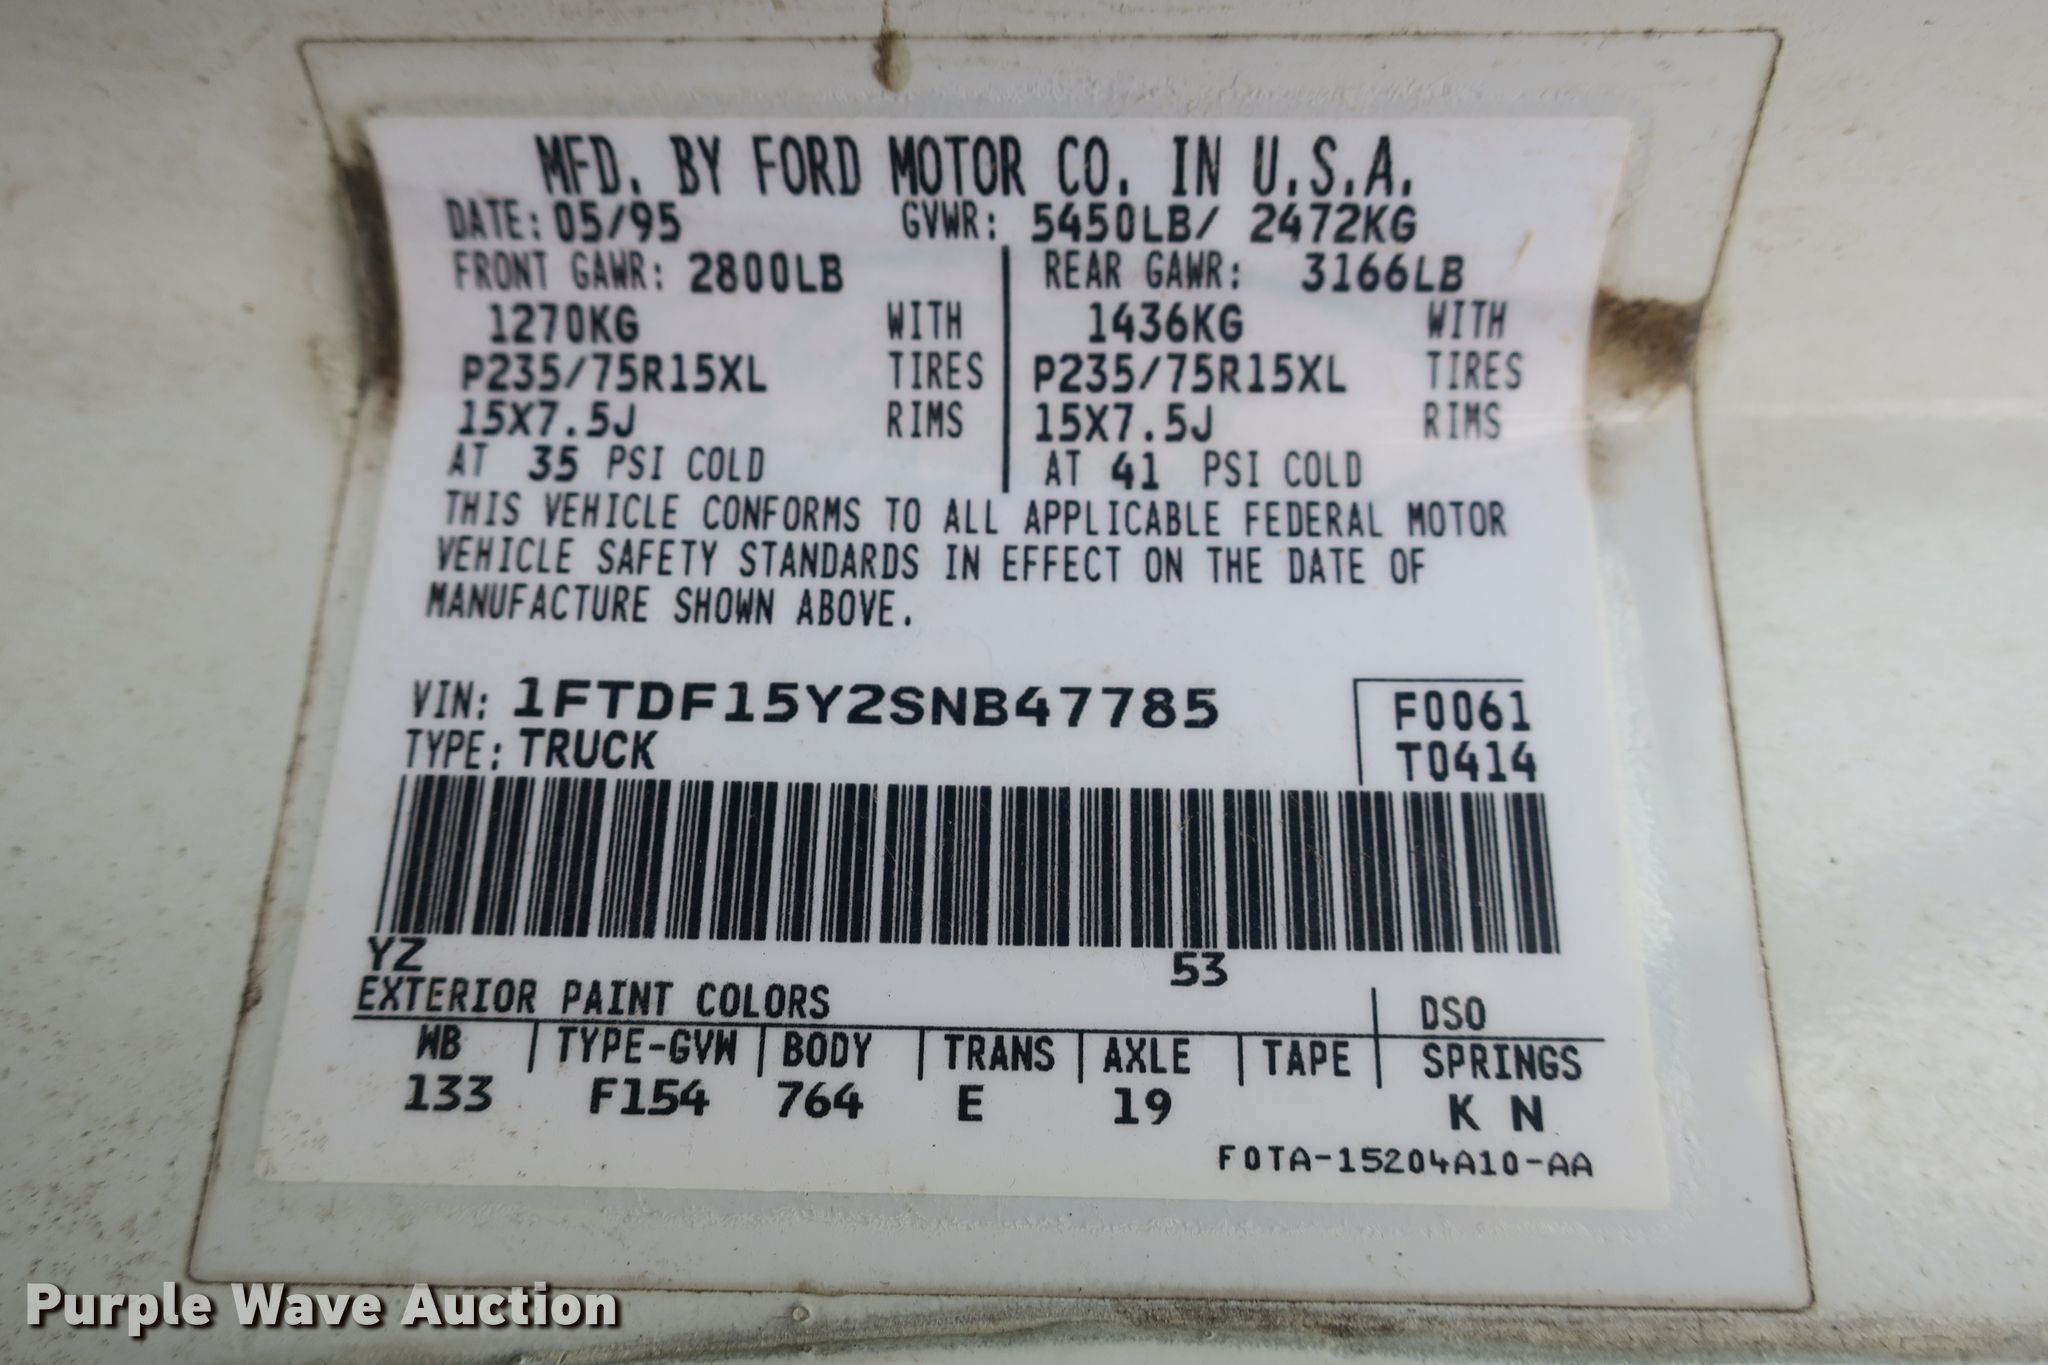 MFD. BY FORD MOTOR CO. IN U.S.A.
DATE: 05/95 GVWR: 5450LB/ 2472KG
FRONT GAWR: 2800LB REAR GAWR: 3166LB
1270KG WITH 1436KG WITH
P235/75R15XL TIRES P235/75R15XL TIRES
15X7.5J RIMS 15X7.5J RIMS
AT 35 PSI COLD AT 41 PSI COLD
THIS VEHICLE CONFORMS TO ALL APPLICABLE FEDERAL MOTOR
VEHICLE SAFETY STANDARDS IN EFFECT ON THE DATE OF
MANUFACTURE SHOWN ABOVE.
VIN: 1FTDF15Y2SNB47785 F0061
TYPE: TRUCK T0414
YZ 53
EXTERIOR PAINT COLORS DSO
WB TYPE-GVW BODY TRANS AXLE TAPE SPRINGS
133 F154 764 E 19 K N
F0TA-15204A10-AA
Purple Wave Auction